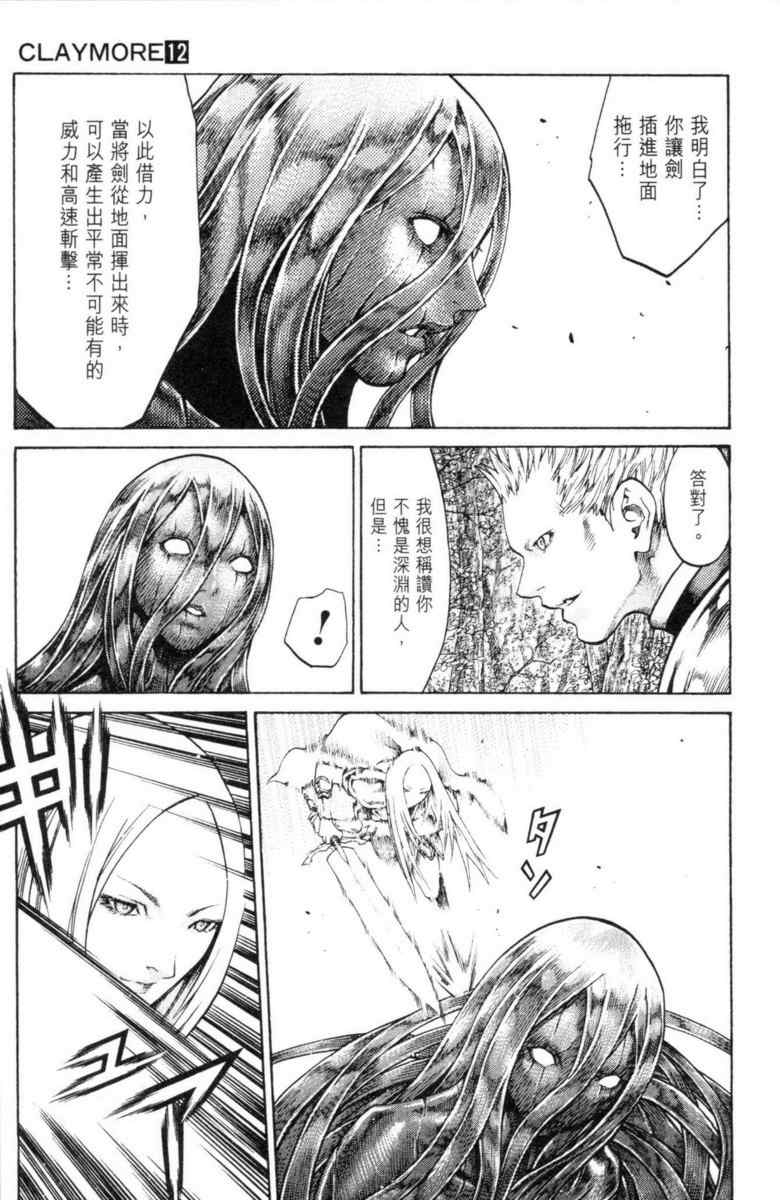 CLAYMORE 12
我明白了…
你讓劍
插進地面
拖行…
以此借力，
當將劍從地面揮出來時，
可以產生出平常不可能有的
威力和高速斬擊…
答對了。
我很想稱讚你
不愧是深淵的人，
但是…
！
タン
ギギギ